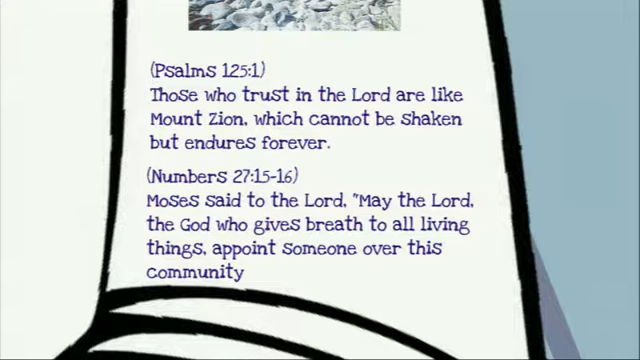 (Psalms 125:1)
Those who trust in the Lord are like
Mount Zion, which cannot be shaken
but endures forever.
(Numbers 27:15-16)
Moses said to the Lord, "May the Lord,
the God who gives breath to all living
things, appoint someone over this
community